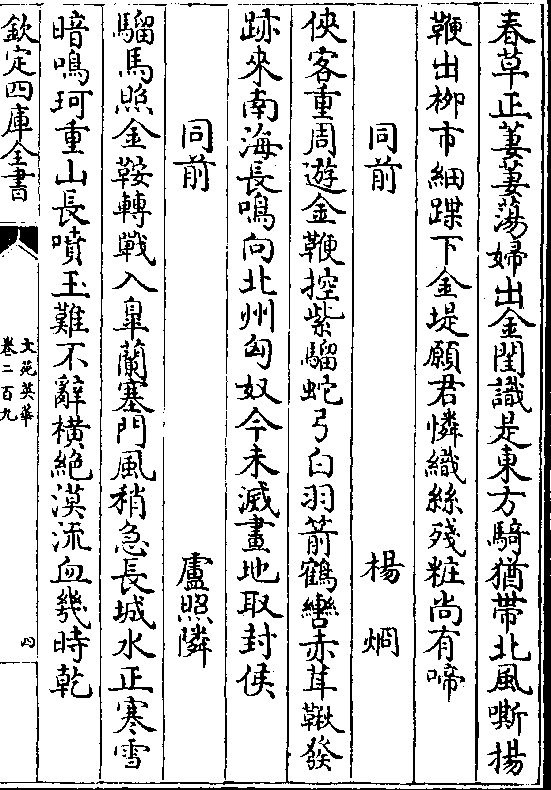 春草正萋萋蕩婦出金閨識是東方騎猶帶北風嘶揚
鞭出柳市細蹀下金堤願君憐織絲殘粧尚有啼
同前 楊烱
俠客重周遊金鞭控紫騮蛇弓白羽箭鶴轡赤茸鞦發
跡來南海長鳴向北州匈奴今未滅畫地取封侯
同前 盧照隣
騮馬照金鞍轉戰入臯蘭塞門風稍急長城水正寒雪
暗鳴珂重山長噴玉難不辭橫絶漠流血幾時乾
欽定四庫全書
文苑英華
卷二百九
四